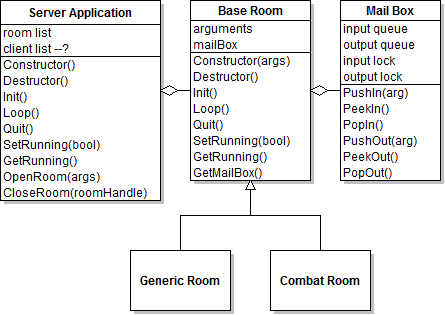 Server Application
room list
client list --?
Constructor()
Destructor()
Init()
Loop()
Quit()
SetRunning(bool)
GetRunning()
OpenRoom(args)
CloseRoom(roomHandle)
Base Room
arguments
mailBox
Constructor(args)
Destructor()
Init()
Loop()
Quit()
SetRunning(bool)
GetRunning()
GetMailBox()
Mail Box
input queue
output queue
input lock
output lock
PushIn(arg)
PeekIn()
PopIn()
PushOut(arg)
PeekOut()
PopOut()
Generic Room
Combat Room